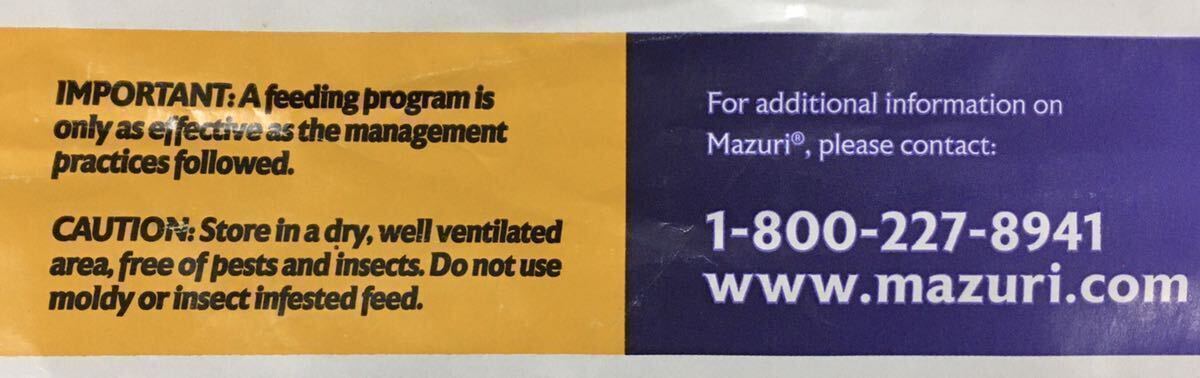 IMPORTANT: A feeding program is
only as effective as the management
practices followed.
CAUTION: Store in a dry, well ventilated
area, free of pests and insects. Do not use
moldy or insect infested feed.
For additional information on
Mazuri®, please contact:
1-800-227-8941
www.mazuri.com